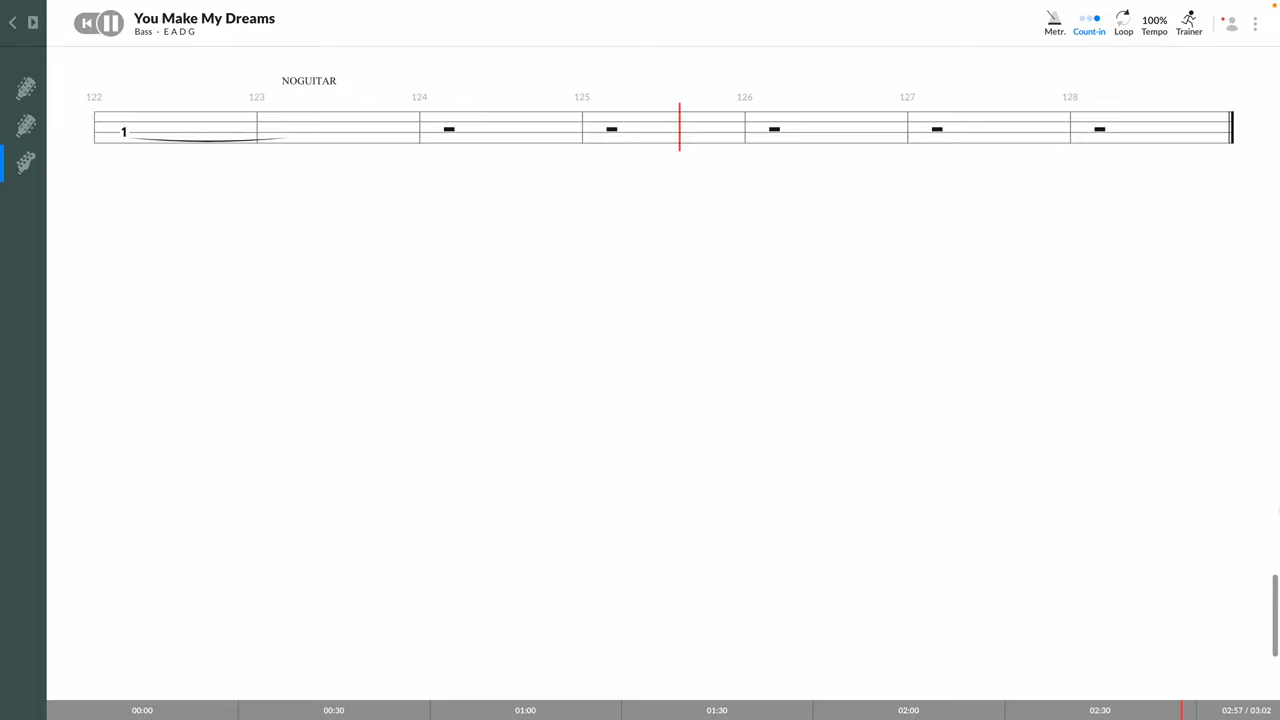 You Make My Dreams
Bass · E A D G
Metr.
Count-in
Loop
100%
Tempo
Trainer
NOGUITAR
122 123 124 125 126 127 128
1
00:00 00:30 01:00 01:30 02:00 02:30 02:57 / 03:02